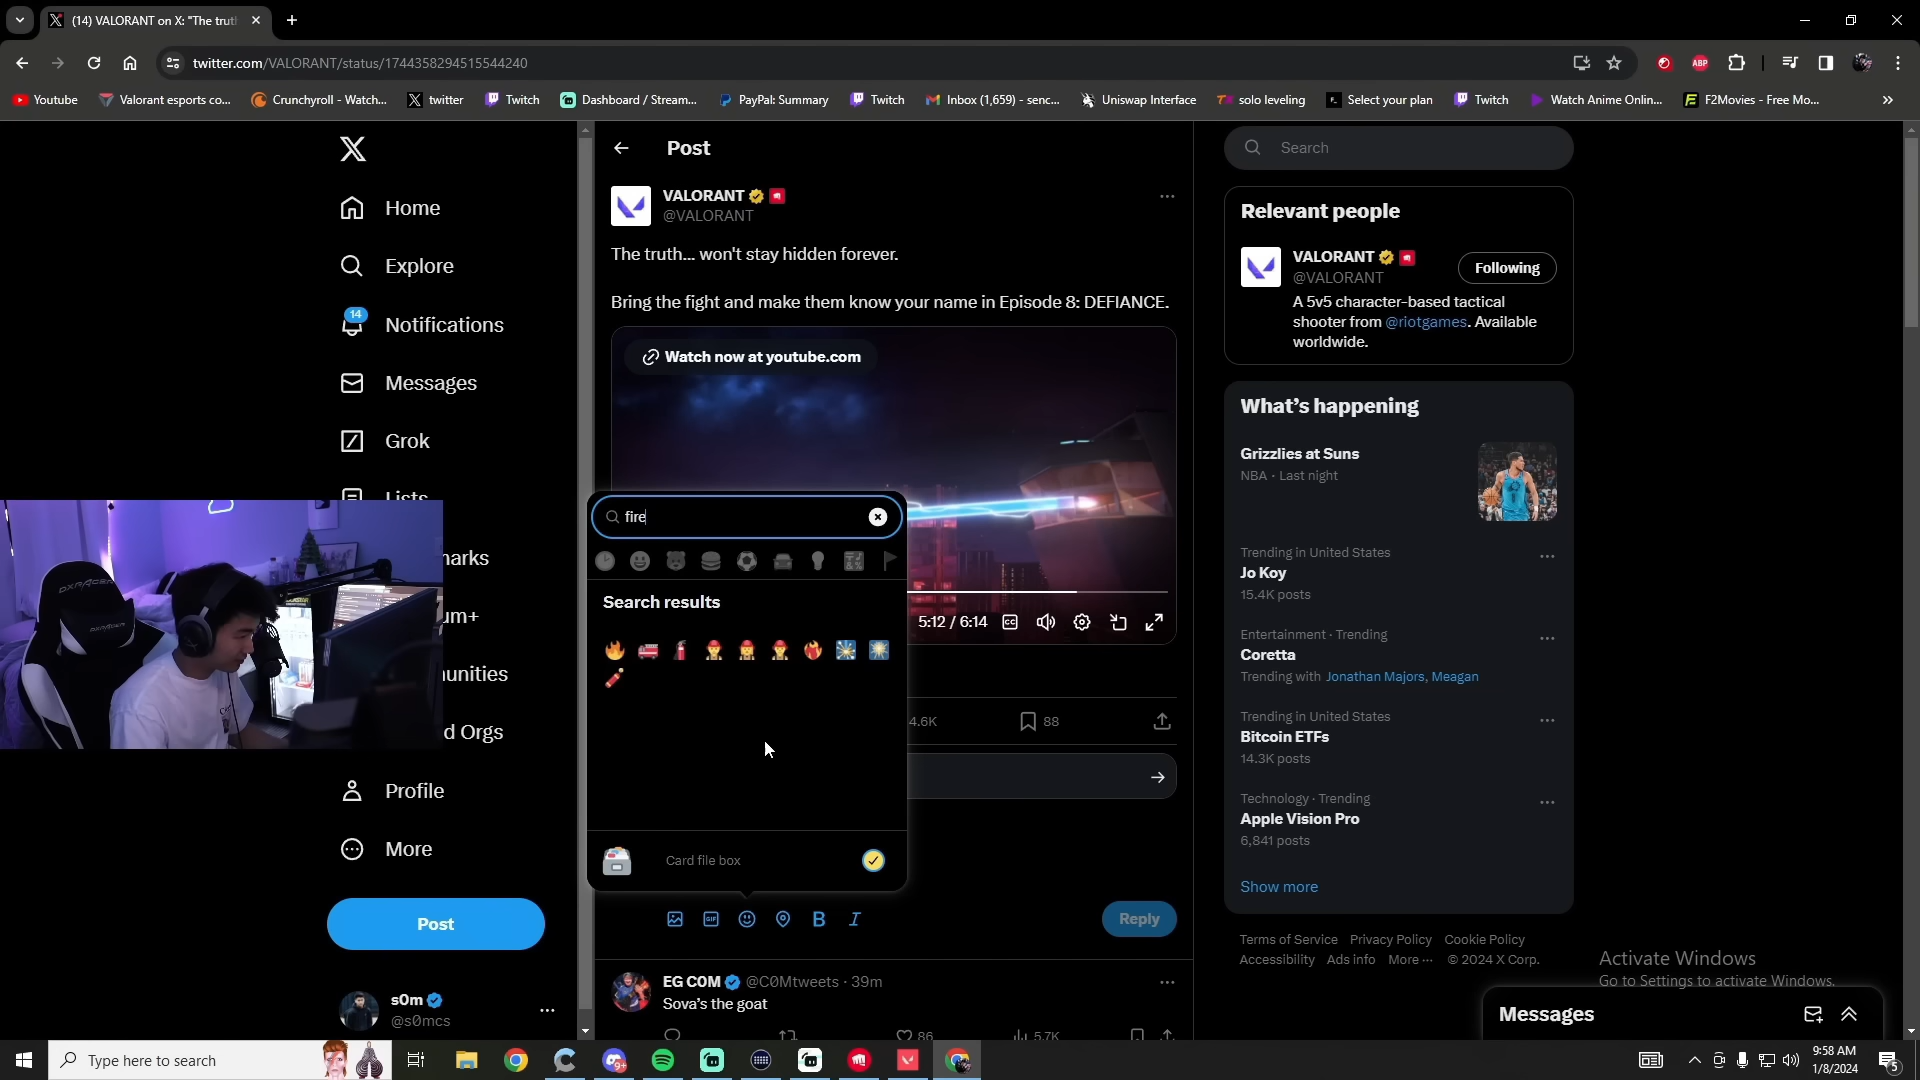 (14) VALORANT on X: "The trut
twitter.com/VALORANT/status/1744358294515544240
Youtube
Valorant esports co...
Crunchyroll - Watch...
twitter
Twitch
Dashboard / Stream...
PayPal: Summary
Twitch
Inbox (1,659) - senc...
Uniswap Interface
solo leveling
Select your plan
Twitch
Watch Anime Onlin...
F2Movies - Free Mo...
ABP
Home
Explore
14
Notifications
Messages
Grok
Lists
marks
um+
unities
d Orgs
Profile
More
Post
s0m
@s0mcs
Post
VALORANT
@VALORANT
The truth... won't stay hidden forever.
Bring the fight and make them know your name in Episode 8: DEFIANCE.
Watch now at youtube.com
fire
Search results
Card file box
5:12 / 6:14
CC
4.6K
88
GIF
B
I
Reply
EG C0M @C0Mtweets · 39m
Sova's the goat
86
5.7K
Search
Relevant people
VALORANT
@VALORANT
Following
A 5v5 character-based tactical
shooter from @riotgames. Available
worldwide.
What's happening
Grizzlies at Suns
NBA · Last night
Trending in United States
Jo Koy
15.4K posts
Entertainment · Trending
Coretta
Trending with Jonathan Majors, Meagan
Trending in United States
Bitcoin ETFs
14.3K posts
Technology · Trending
Apple Vision Pro
6,841 posts
Show more
Terms of Service Privacy Policy Cookie Policy
Accessibility Ads info More ··· © 2024 X Corp.
Activate Windows
Go to Settings to activate Windows.
Messages
Type here to search
9+
9:58 AM
1/8/2024
5